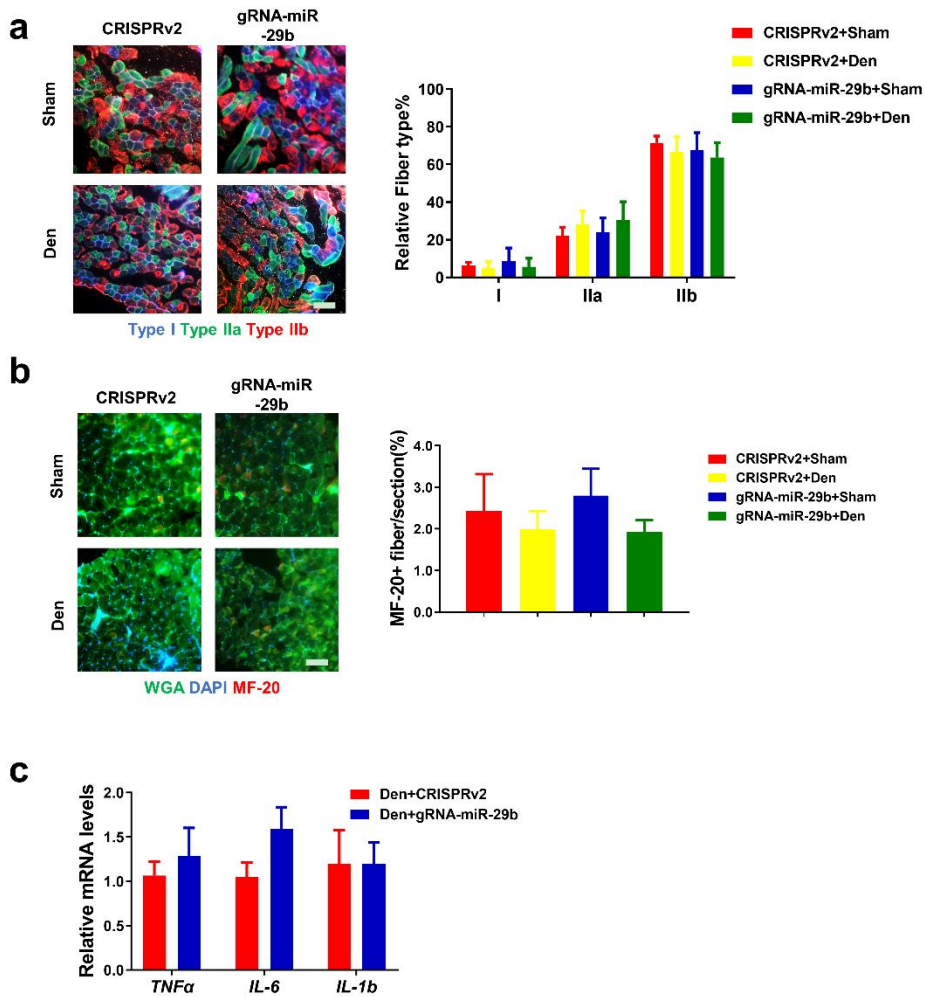 a
CRISPRv2
gRNA-miR
-29b
Sham
Den
Type I Type IIa Type IIb
Relative Fiber type%
100
80
60
40
20
0
I
IIa
IIb
CRISPRv2+Sham
CRISPRv2+Den
gRNA-miR-29b+Sham
gRNA-miR-29b+Den
b
CRISPRv2
gRNA-miR
-29b
Sham
Den
WGA DAPI MF-20
MF-20+ fiber/section(%)
4.0
3.0
2.0
1.0
0.0
CRISPRv2+Sham
CRISPRv2+Den
gRNA-miR-29b+Sham
gRNA-miR-29b+Den
c
Relative mRNA levels
2.0
1.5
1.0
0.5
0.0
TNFα
IL-6
IL-1b
Den+CRISPRv2
Den+gRNA-miR-29b